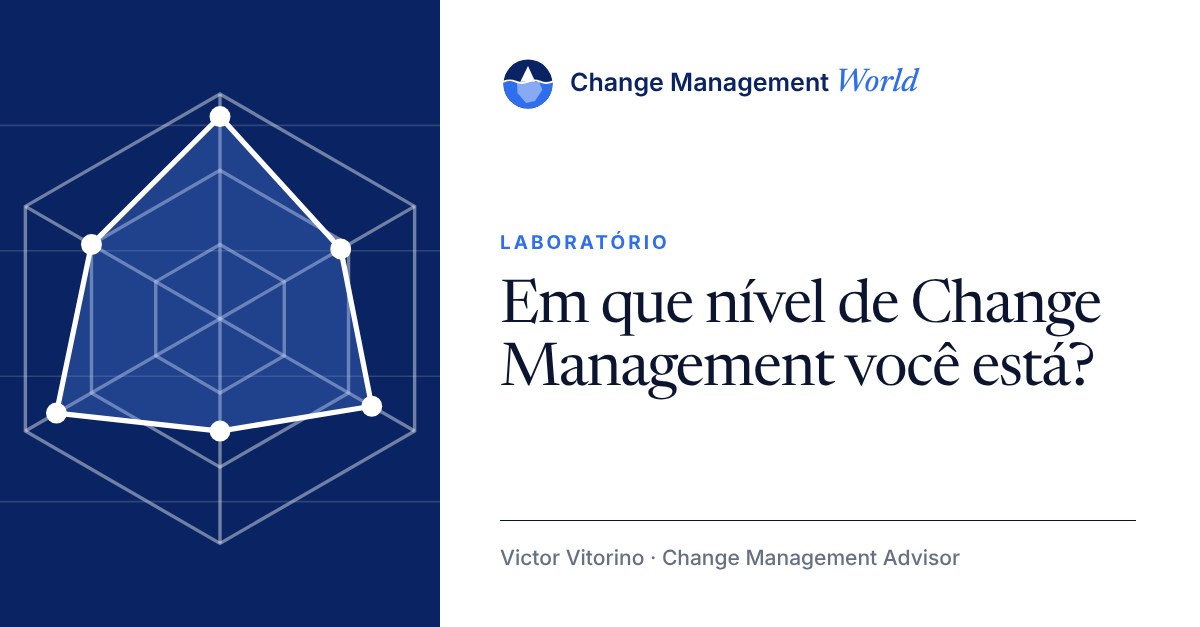 Change Management World
LABORATÓRIO
Em que nível de Change
Management você está?
Victor Vitorino · Change Management Advisor